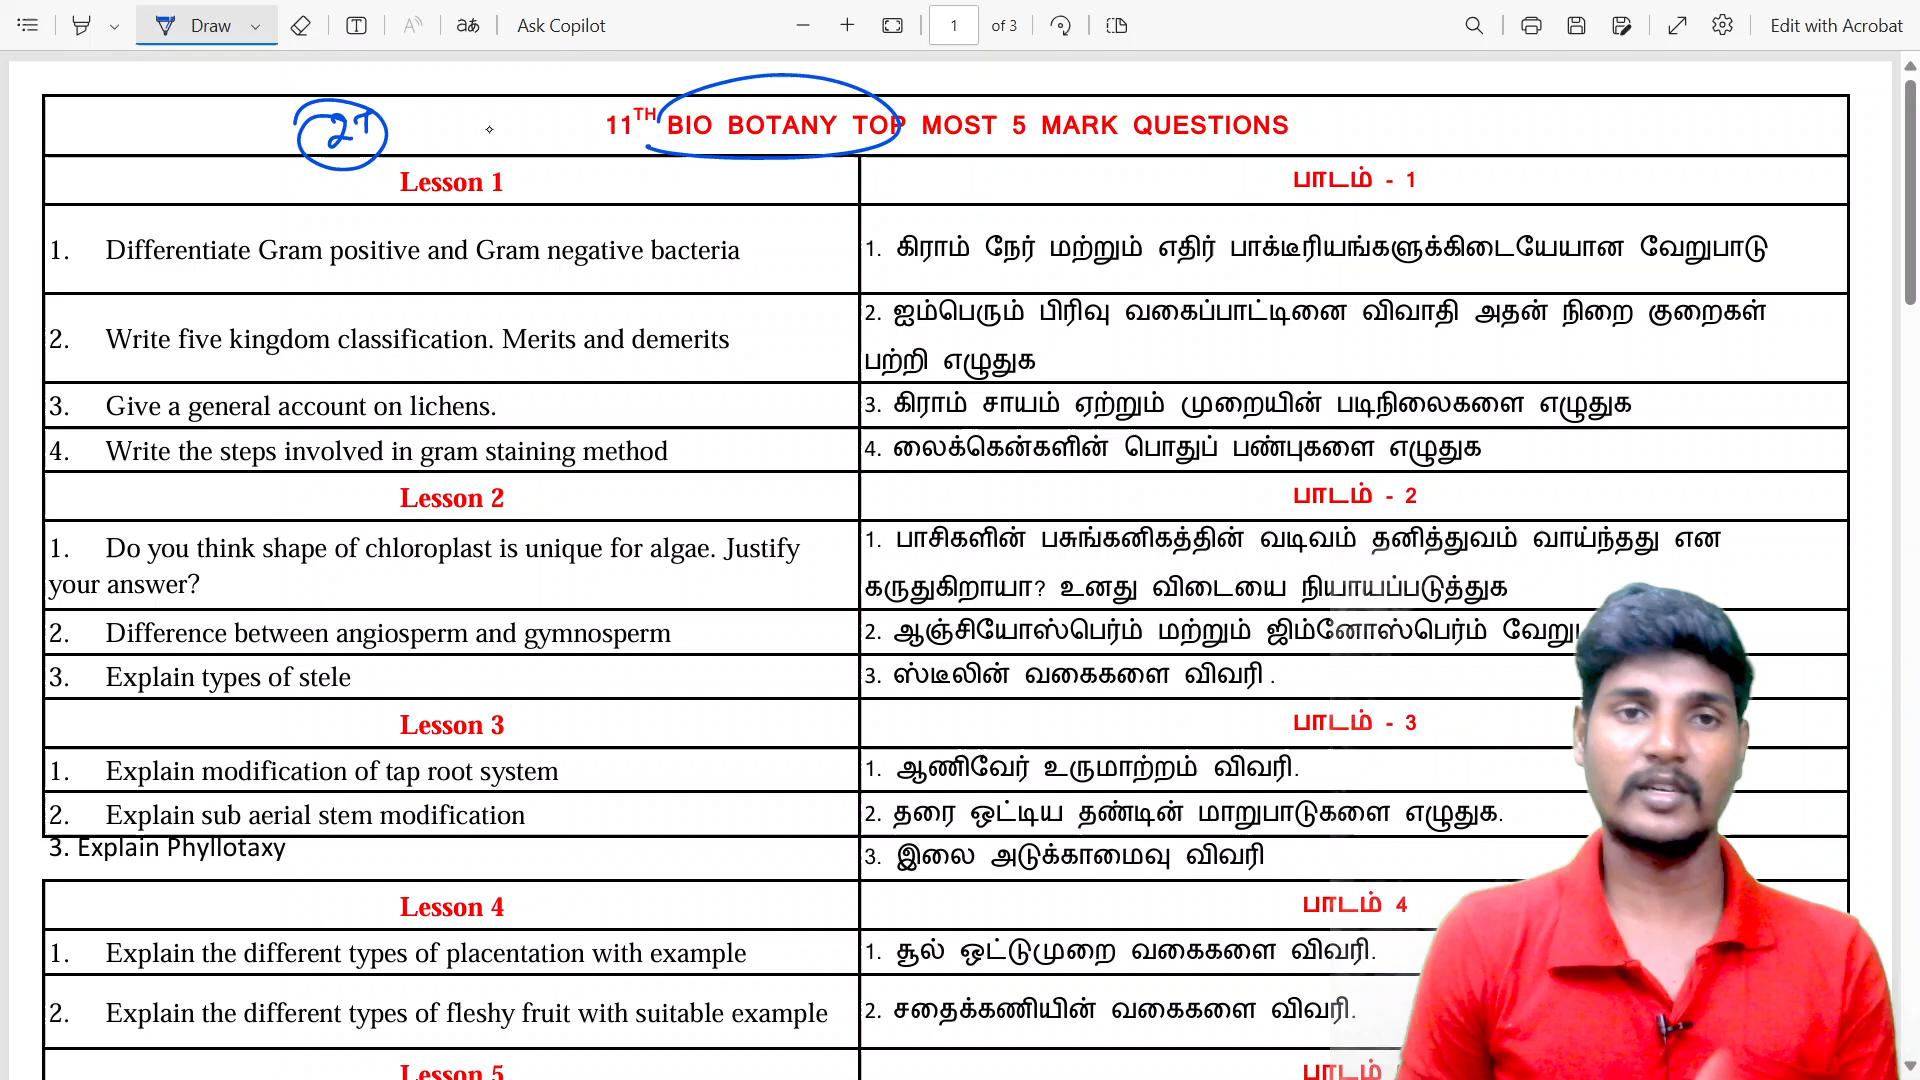 Draw
aあ
Ask Copilot
1 of 3
Edit with Acrobat
27
11TH BIO BOTANY TOP MOST 5 MARK QUESTIONS
Lesson 1
பாடம் - 1
1. Differentiate Gram positive and Gram negative bacteria
1. கிராம் நேர் மற்றும் எதிர் பாக்டீரியங்களுக்கிடையேயான வேறுபாடு
2. Write five kingdom classification. Merits and demerits
2. ஐம்பெரும் பிரிவு வகைப்பாட்டினை விவாதி அதன் நிறை குறைகள்
பற்றி எழுதுக
3. Give a general account on lichens.
3. கிராம் சாயம் ஏற்றும் முறையின் படிநிலைகளை எழுதுக
4. Write the steps involved in gram staining method
4. லைக்கென்களின் பொதுப் பண்புகளை எழுதுக
Lesson 2
பாடம் - 2
1. Do you think shape of chloroplast is unique for algae. Justify
your answer?
1. பாசிகளின் பசுங்கனிகத்தின் வடிவம் தனித்துவம் வாய்ந்தது என
கருதுகிறாயா? உனது விடையை நியாயப்படுத்துக
2. Difference between angiosperm and gymnosperm
2. ஆஞ்சியோஸ்பெர்ம் மற்றும் ஜிம்னோஸ்பெர்ம்
3. Explain types of stele
3. ஸ்டீலின் வகைகளை விவரி .
Lesson 3
பாடம் - 3
1. Explain modification of tap root system
1. ஆணிவேர் உருமாற்றம் விவரி.
2. Explain sub aerial stem modification
2. தரை ஒட்டிய தண்டின் மாறுபாடுகளை எழுதுக.
3. Explain Phyllotaxy
3. இலை அடுக்காமைவு விவரி
Lesson 4
பாடம் 4
1. Explain the different types of placentation with example
1. சூல் ஒட்டுமுறை வகைகளை விவரி.
2. Explain the different types of fleshy fruit with suitable example
2. சதைக்கணியின் வகைகளை விவரி.
Lesson 5
பாடம்